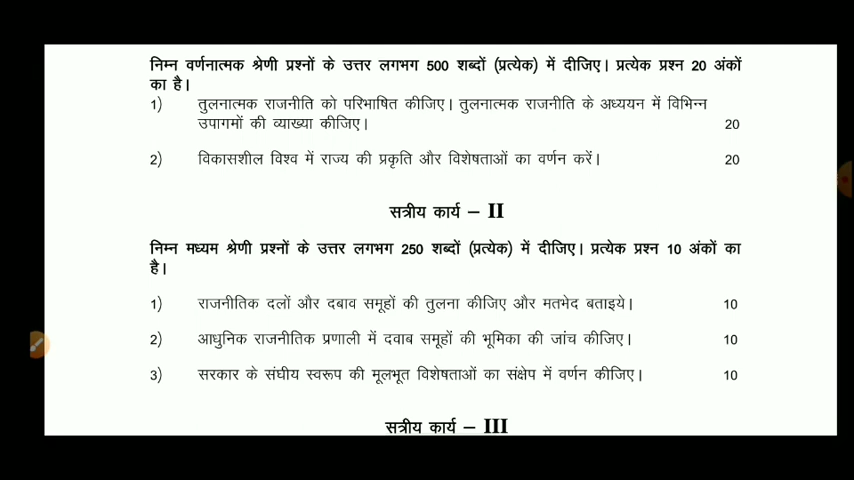 निम्न वर्णनात्मक श्रेणी प्रश्नों के उत्तर लगभग 500 शब्दों (प्रत्येक) में दीजिए। प्रत्येक प्रश्न 20 अंकों
का है।
1) तुलनात्मक राजनीति को परिभाषित कीजिए। तुलनात्मक राजनीति के अध्ययन में विभिन्न
उपागमों की व्याख्या कीजिए। 20
2) विकासशील विश्व में राज्य की प्रकृति और विशेषताओं का वर्णन करें। 20
सत्रीय कार्य – II
निम्न मध्यम श्रेणी प्रश्नों के उत्तर लगभग 250 शब्दों (प्रत्येक) में दीजिए। प्रत्येक प्रश्न 10 अंकों का
है।
1) राजनीतिक दलों और दबाव समूहों की तुलना कीजिए और मतभेद बताइये। 10
2) आधुनिक राजनीतिक प्रणाली में दवाब समूहों की भूमिका की जांच कीजिए। 10
3) सरकार के संघीय स्वरूप की मूलभूत विशेषताओं का संक्षेप में वर्णन कीजिए। 10
सत्रीय कार्य – III